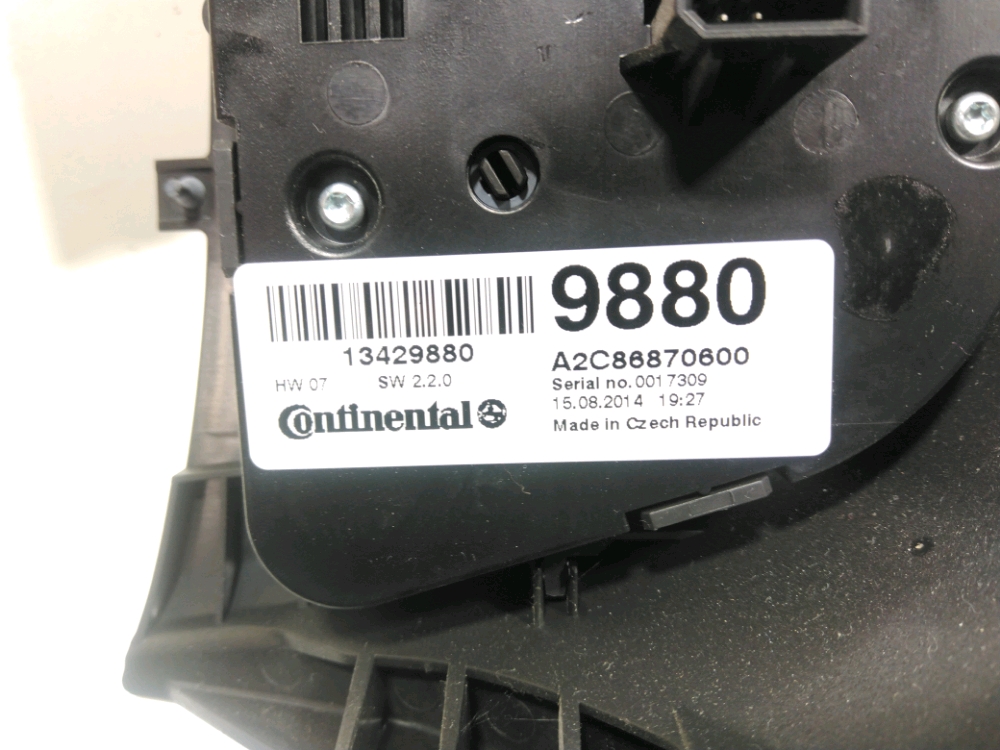 9880
13429880
HW 07 SW 2.2.0
Continental
A2C86870600
Serial no.0017309
15.08.2014 19:27
Made in Czech Republic